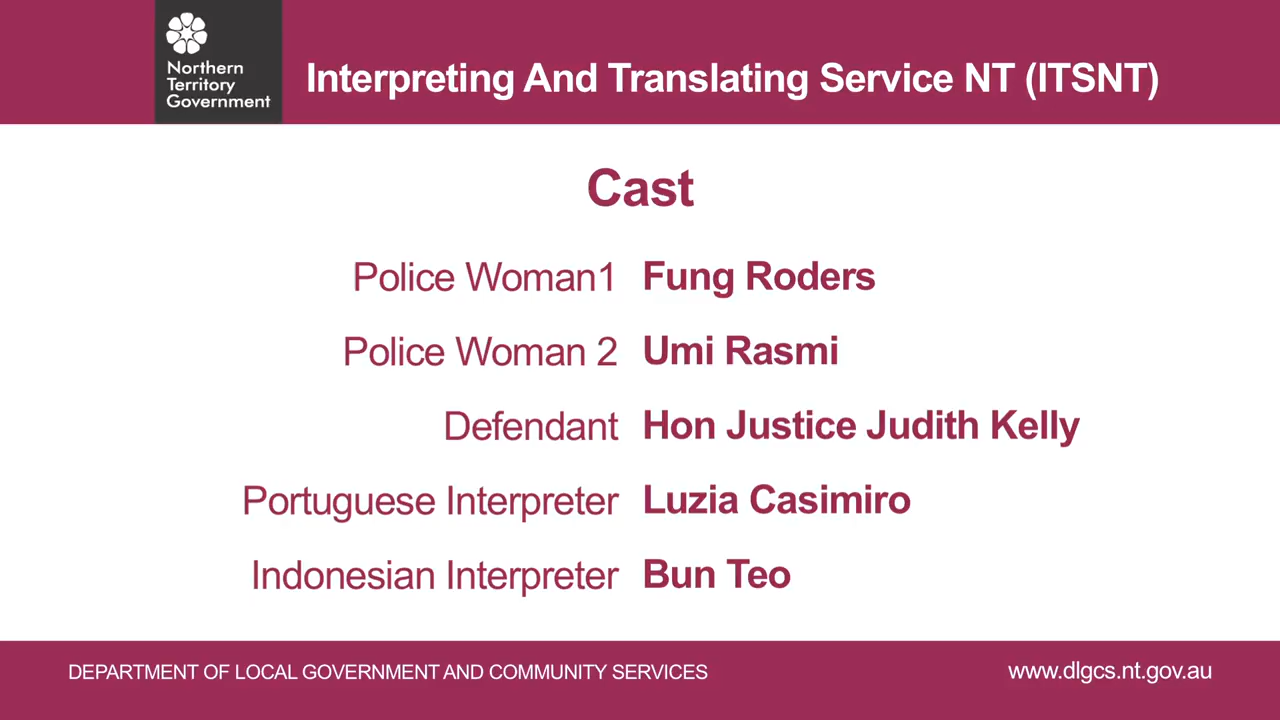 Northern
Territory
Government
Interpreting And Translating Service NT (ITSNT)
Cast
Police Woman1 Fung Roders
Police Woman 2 Umi Rasmi
Defendant Hon Justice Judith Kelly
Portuguese Interpreter Luzia Casimiro
Indonesian Interpreter Bun Teo
DEPARTMENT OF LOCAL GOVERNMENT AND COMMUNITY SERVICES www.dlgcs.nt.gov.au